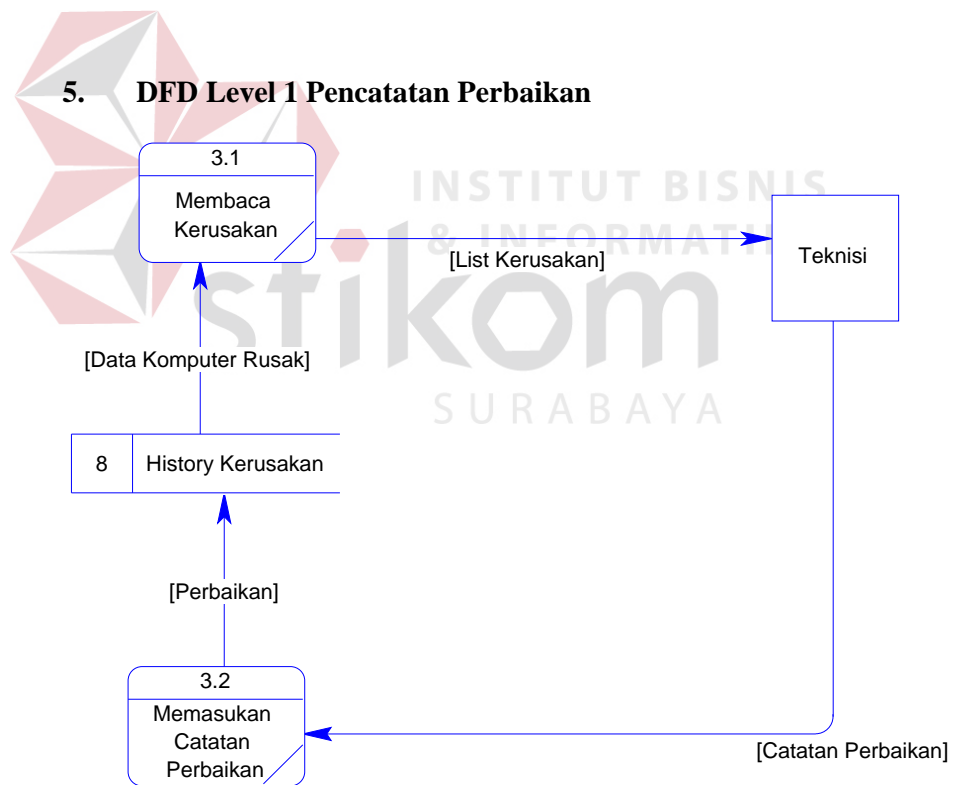 5. DFD Level 1 Pencatatan Perbaikan
INSTITUT BISNIS
& INFORMATIKA
stikom
SURABAYA
3.1
Membaca
Kerusakan
[List Kerusakan]
Teknisi
[Data Komputer Rusak]
8 History Kerusakan
[Perbaikan]
3.2
Memasukan
Catatan
Perbaikan
[Catatan Perbaikan]